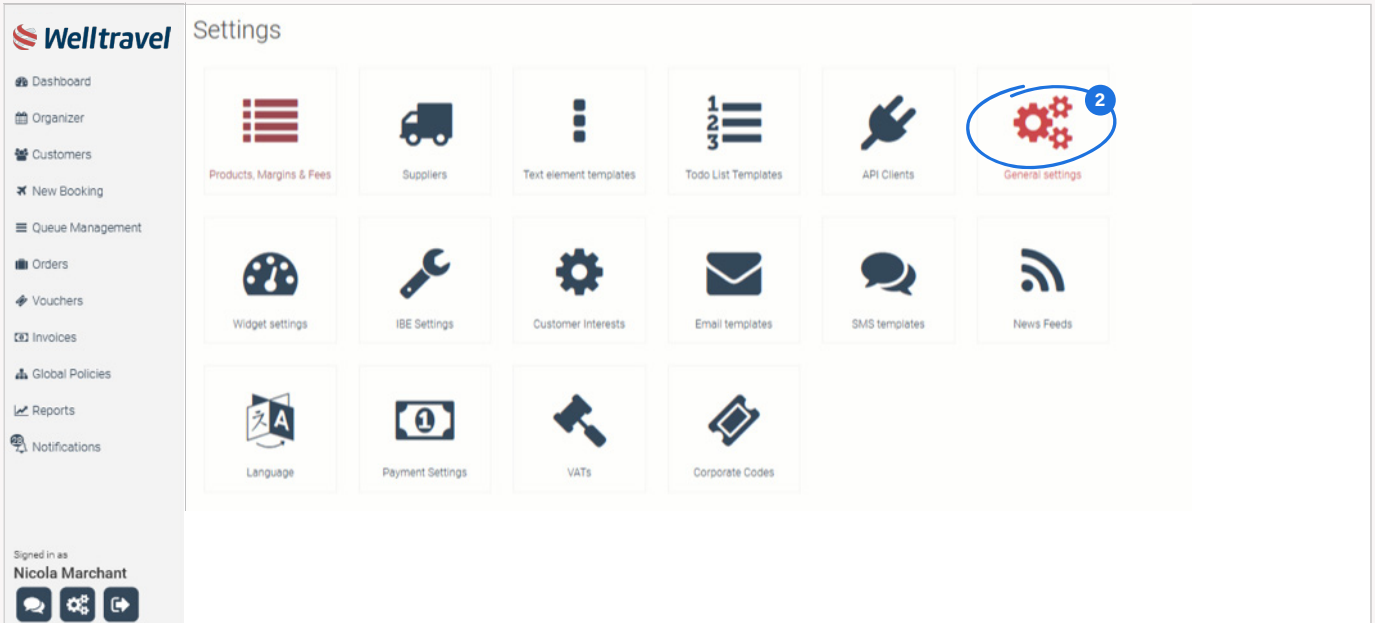 Welltravel
Settings
Dashboard
Organizer
Customers
New Booking
Queue Management
Orders
Vouchers
Invoices
Global Policies
Reports
Notifications
Products, Margins & Fees
Suppliers
Text element templates
1
2
3
Todo List Templates
API Clients
2
General settings
Widget settings
IBE Settings
Customer Interests
Email templates
SMS templates
News Feeds
A
Language
1
Payment Settings
VATs
Corporate Codes
Signed in as
Nicola Marchant